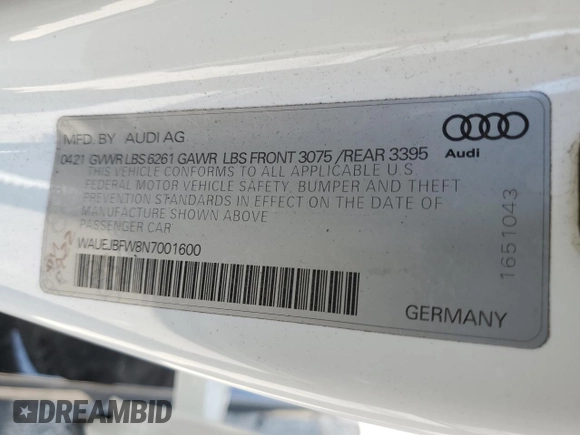 MFD. BY AUDI AG
0421 GVWR LBS 6261 GAWR LBS FRONT 3075 / REAR 3395
THIS VEHICLE CONFORMS TO ALL APPLICABLE U S
FEDERAL MOTOR VEHICLE SAFETY, BUMPER AND THEFT
PREVENTION STANDARDS IN EFFECT ON THE DATE OF
MANUFACTURE SHOWN ABOVE
PASSENGER CAR
WAUEJBFW8N7001600
Audi
1651043
GERMANY
DREAMBID